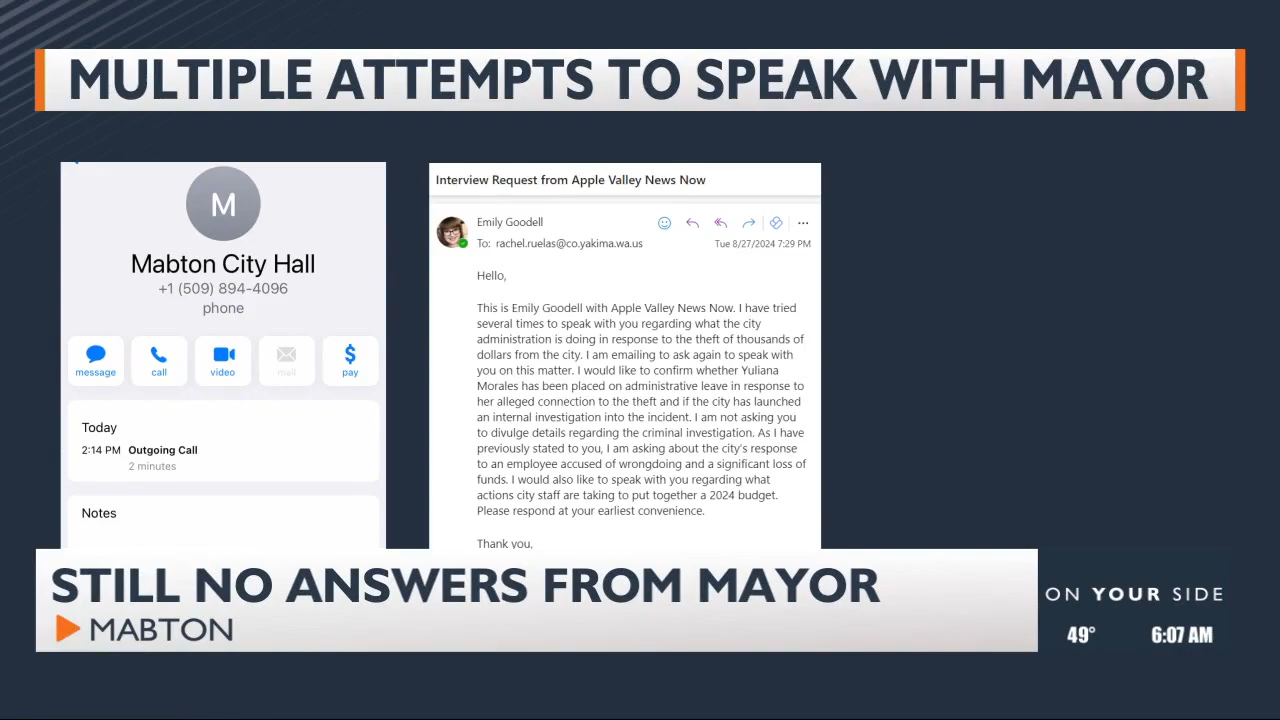 MULTIPLE ATTEMPTS TO SPEAK WITH MAYOR
M
Mabton City Hall
+1 (509) 894-4096
phone
message
call
video
mail
pay
Today
2:14 PM Outgoing Call
2 minutes
Notes
Interview Request from Apple Valley News Now
Emily Goodell
To: rachel.ruelas@co.yakima.wa.us
Tue 8/27/2024 7:29 PM
Hello,
This is Emily Goodell with Apple Valley News Now. I have tried
several times to speak with you regarding what the city
administration is doing in response to the theft of thousands of
dollars from the city. I am emailing to ask again to speak with
you on this matter. I would like to confirm whether Yuliana
Morales has been placed on administrative leave in response to
her alleged connection to the theft and if the city has launched
an internal investigation into the incident. I am not asking you
to divulge details regarding the criminal investigation. As I have
previously stated to you, I am asking about the city's response
to an employee accused of wrongdoing and a significant loss of
funds. I would also like to speak with you regarding what
actions city staff are taking to put together a 2024 budget.
Please respond at your earliest convenience.
Thank you,
STILL NO ANSWERS FROM MAYOR
MABTON
ON YOUR SIDE
49° 6:07 AM